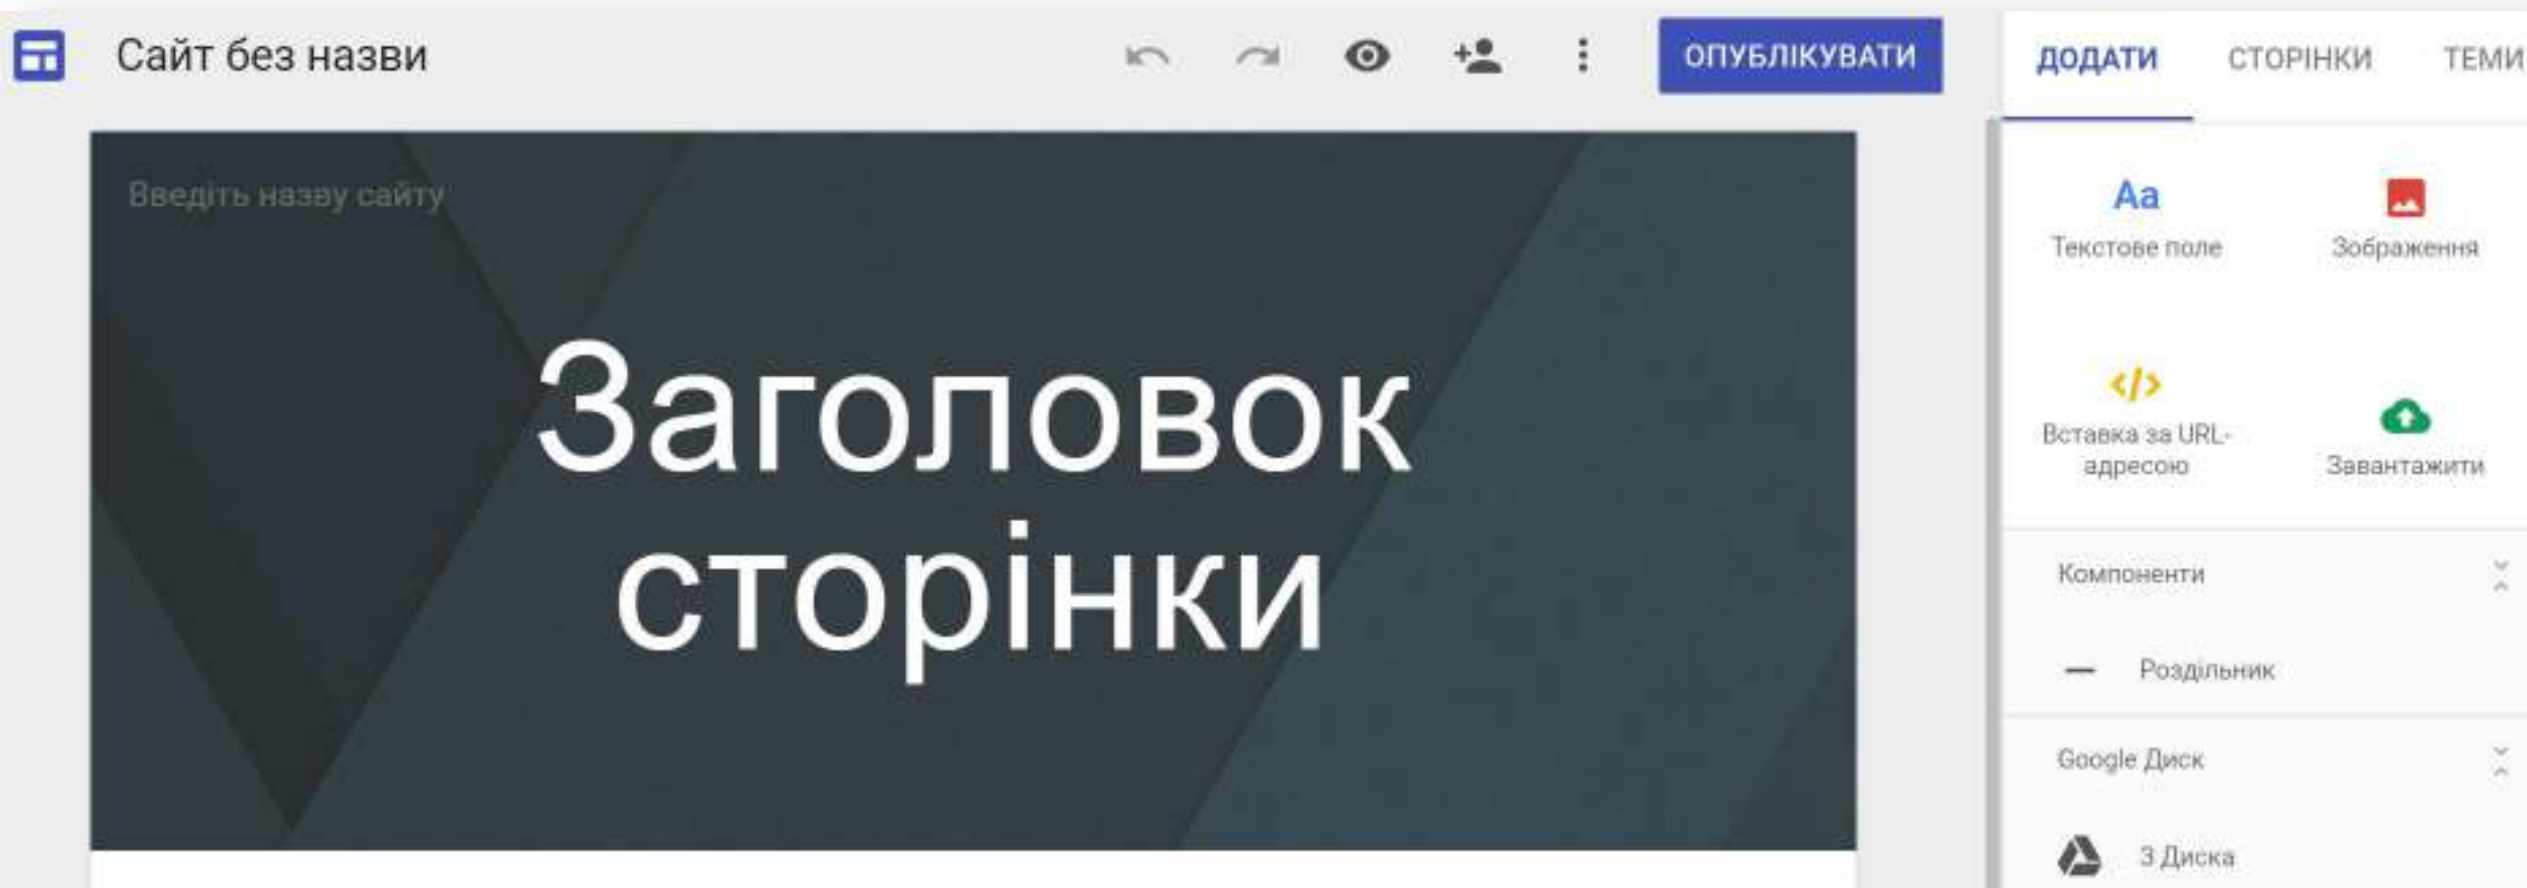 Сайт без назви
ОПУБЛІКУВАТИ
ДОДАТИ СТОРІНКИ ТЕМИ
Введіть назву сайту
Заголовок
сторінки
Aa
Текстове поле
Зображення
Вставка за URL-
адресою
Завантажити
Компоненти
Роздільник
Google Диск
З Диска